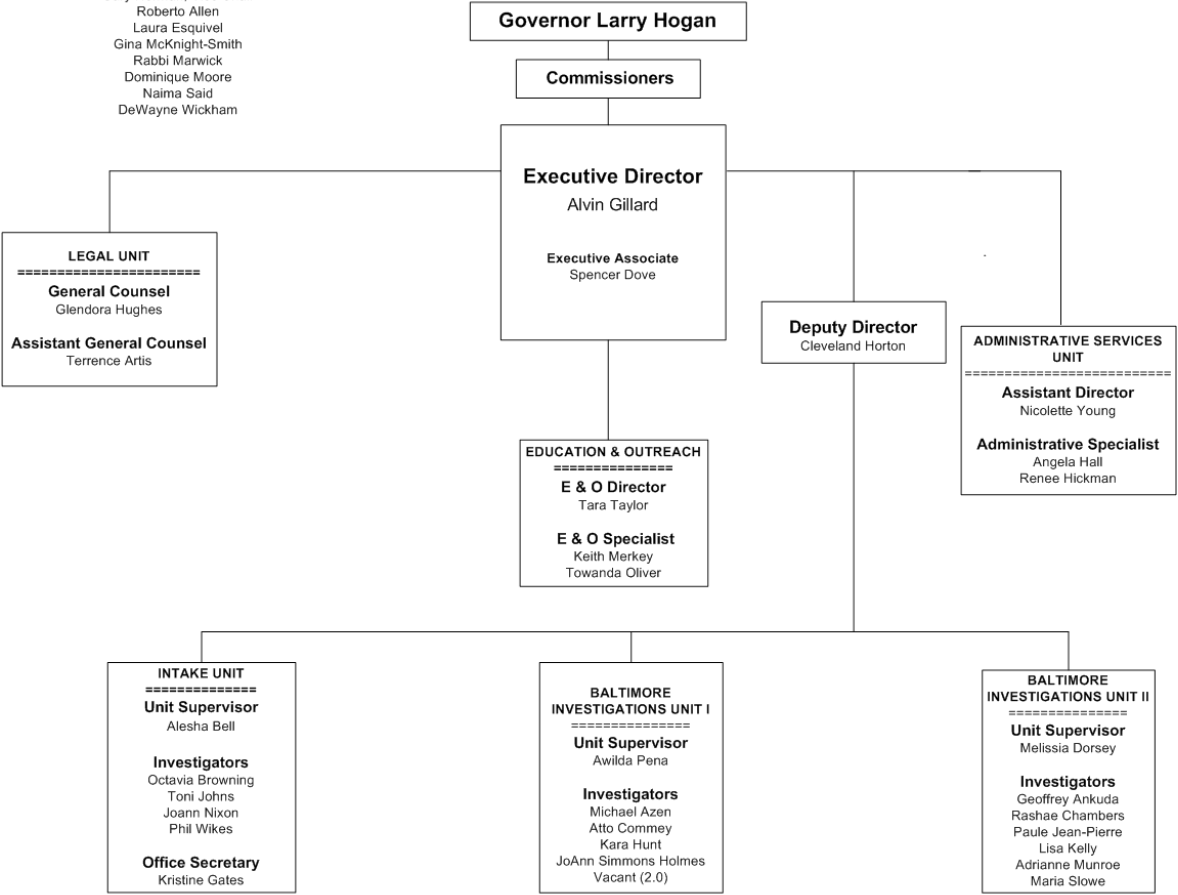 Roberto Allen
Laura Esquivel
Gina McKnight-Smith
Rabbi Marwick
Dominique Moore
Naima Said
DeWayne Wickham
Governor Larry Hogan
Commissioners
Executive Director
Alvin Gillard
Executive Associate
Spencer Dove
LEGAL UNIT
=======================
General Counsel
Glendora Hughes
Assistant General Counsel
Terrence Artis
Deputy Director
Cleveland Horton
ADMINISTRATIVE SERVICES
UNIT
==========================
Assistant Director
Nicolette Young
Administrative Specialist
Angela Hall
Renee Hickman
EDUCATION & OUTREACH
===============
E & O Director
Tara Taylor
E & O Specialist
Keith Merkey
Towanda Oliver
INTAKE UNIT
==============
Unit Supervisor
Alesha Bell
Investigators
Octavia Browning
Toni Johns
Joann Nixon
Phil Wikes
Office Secretary
Kristine Gates
BALTIMORE
INVESTIGATIONS UNIT I
===============
Unit Supervisor
Awilda Pena
Investigators
Michael Azen
Atto Commey
Kara Hunt
JoAnn Simmons Holmes
Vacant (2.0)
BALTIMORE
INVESTIGATIONS UNIT II
===============
Unit Supervisor
Melissia Dorsey
Investigators
Geoffrey Ankuda
Rashae Chambers
Paule Jean-Pierre
Lisa Kelly
Adrianne Munroe
Maria Slowe